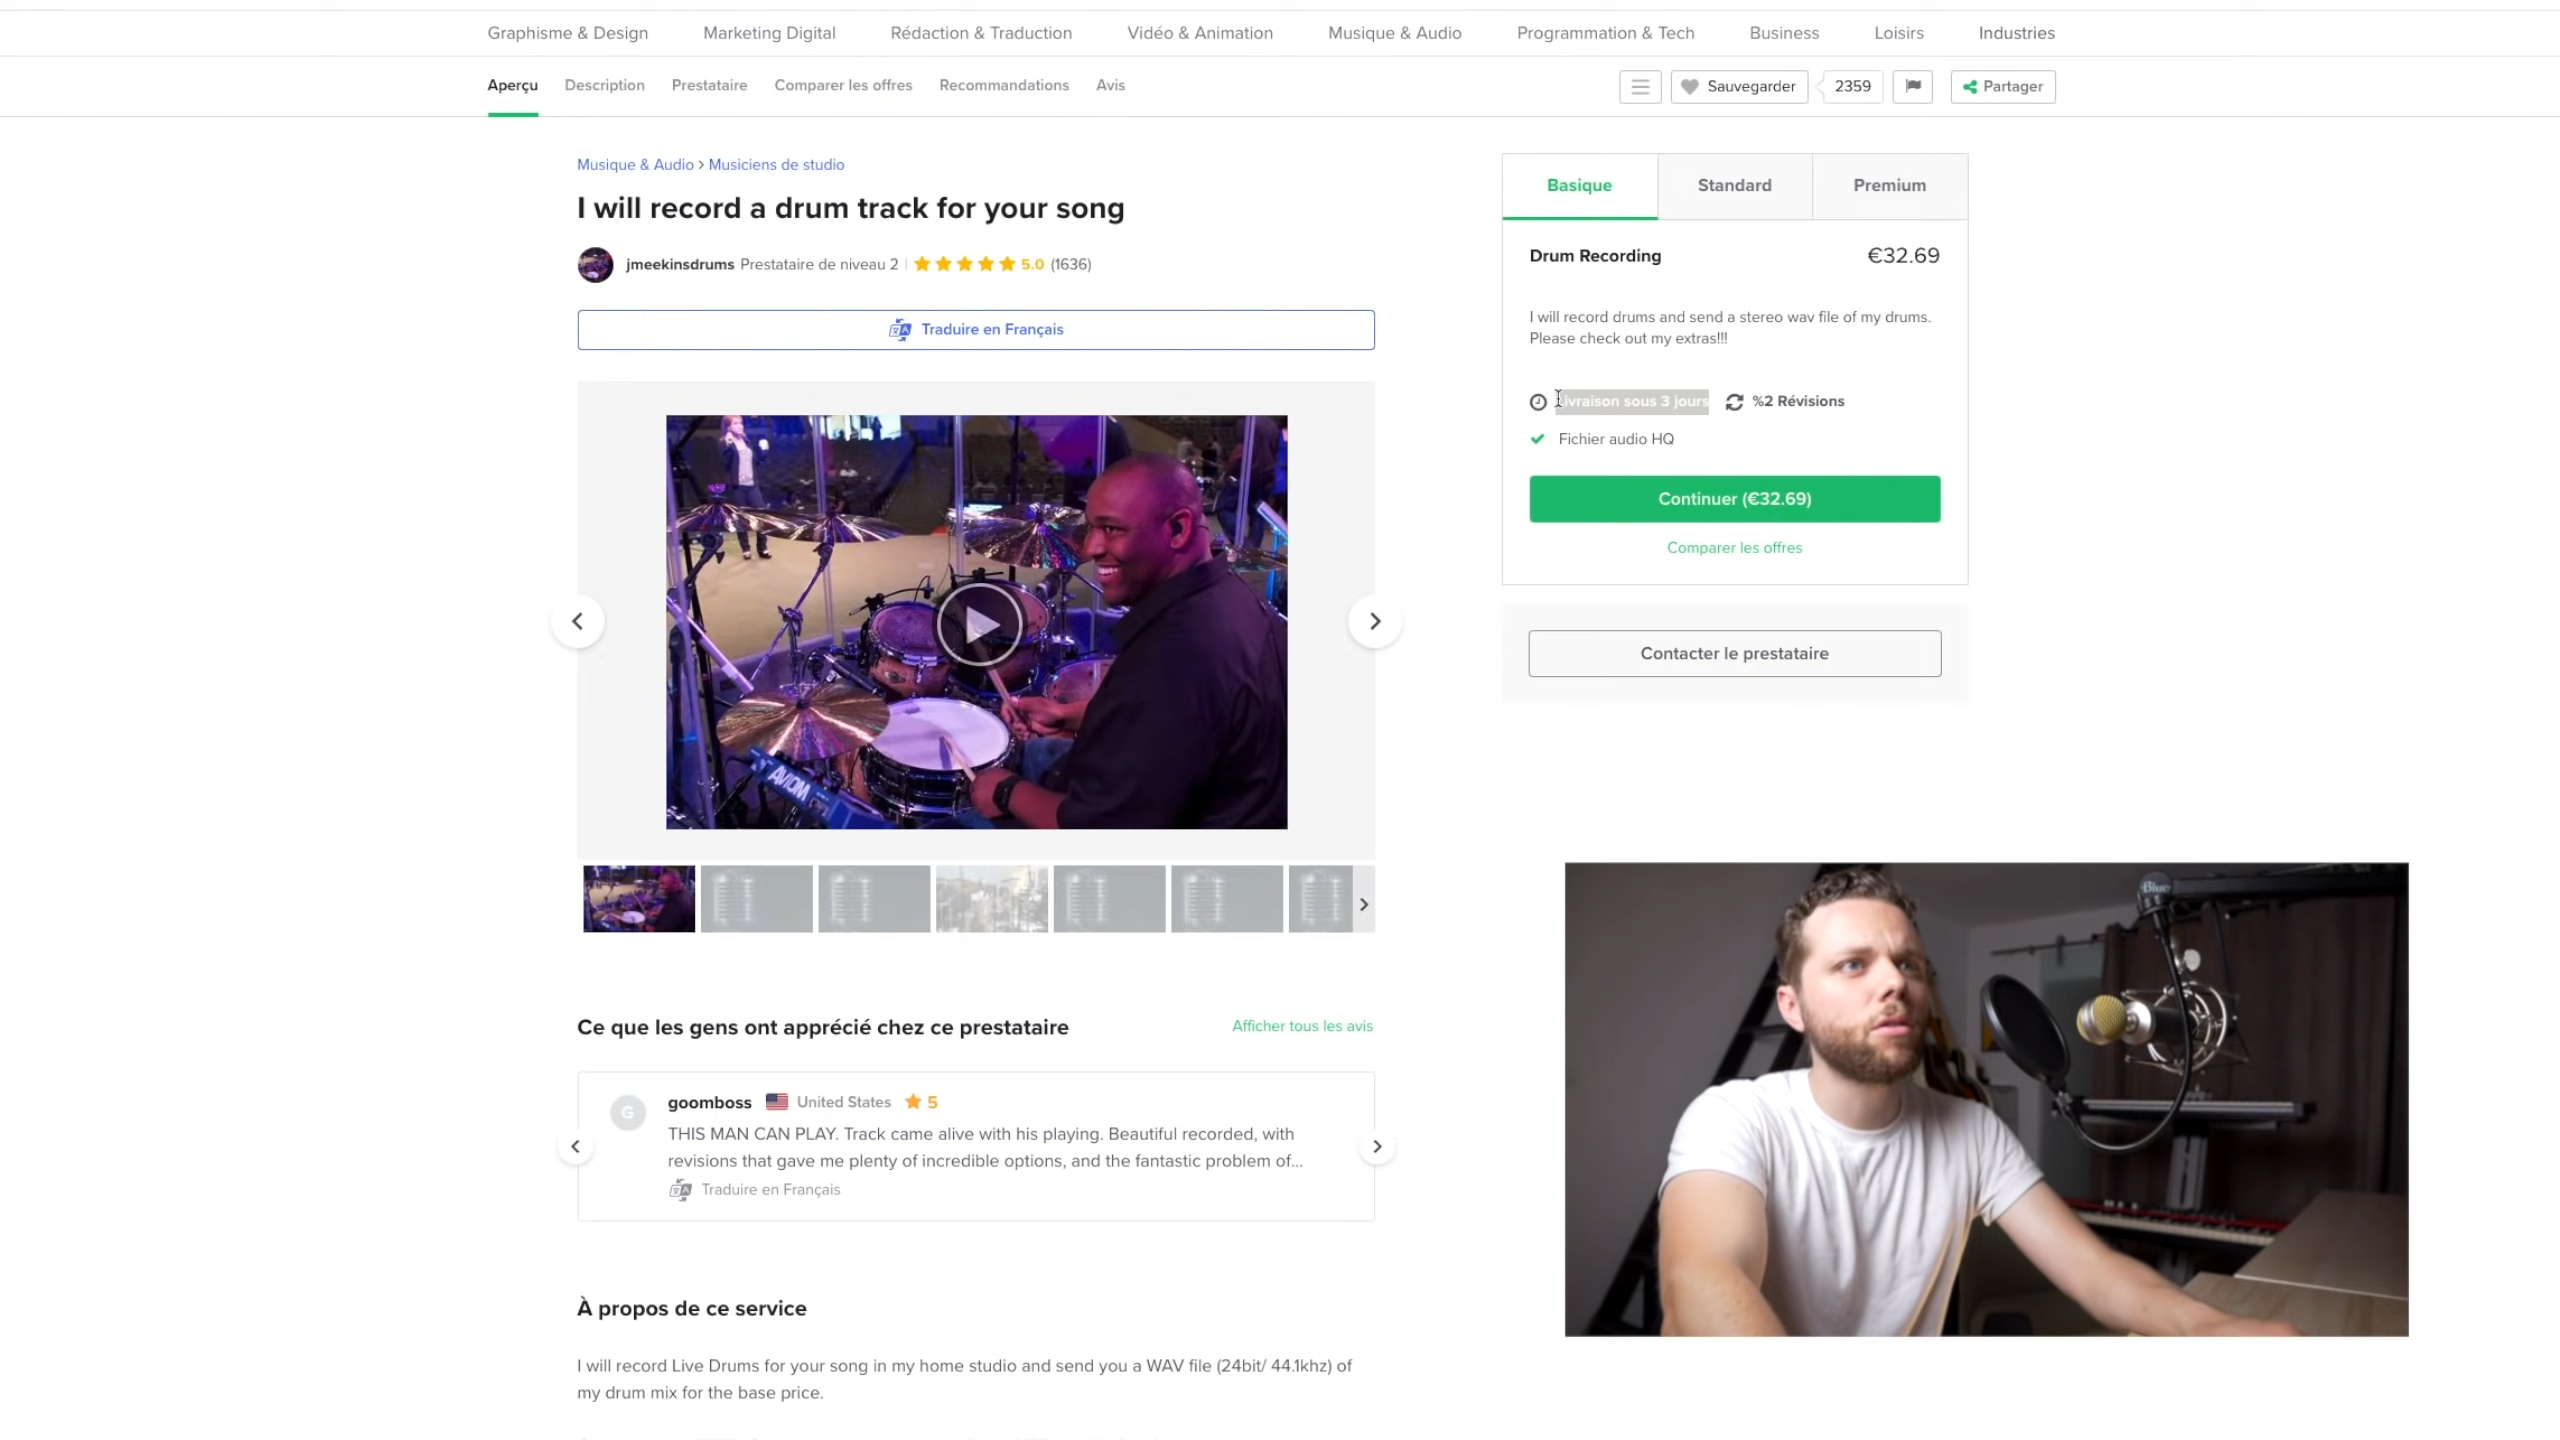 Graphisme & Design Marketing Digital Rédaction & Traduction Vidéo & Animation Musique & Audio Programmation & Tech Business Loisirs Industries
Aperçu Description Prestataire Comparer les offres Recommandations Avis
Sauvegarder 2359 Partager
Musique & Audio > Musiciens de studio
I will record a drum track for your song
jmeekinsdrums Prestataire de niveau 2 5.0 (1636)
Traduire en Français
AVIOM
Basique Standard Premium
Drum Recording €32.69
I will record drums and send a stereo wav file of my drums.
Please check out my extras!!!
Livraison sous 3 jours %2 Révisions
Fichier audio HQ
Continuer (€32.69)
Comparer les offres
Contacter le prestataire
Blue
Ce que les gens ont apprécié chez ce prestataire Afficher tous les avis
G goomboss United States 5
THIS MAN CAN PLAY. Track came alive with his playing. Beautiful recorded, with
revisions that gave me plenty of incredible options, and the fantastic problem of...
Traduire en Français
À propos de ce service
I will record Live Drums for your song in my home studio and send you a WAV file (24bit/ 44.1khz) of
my drum mix for the base price.